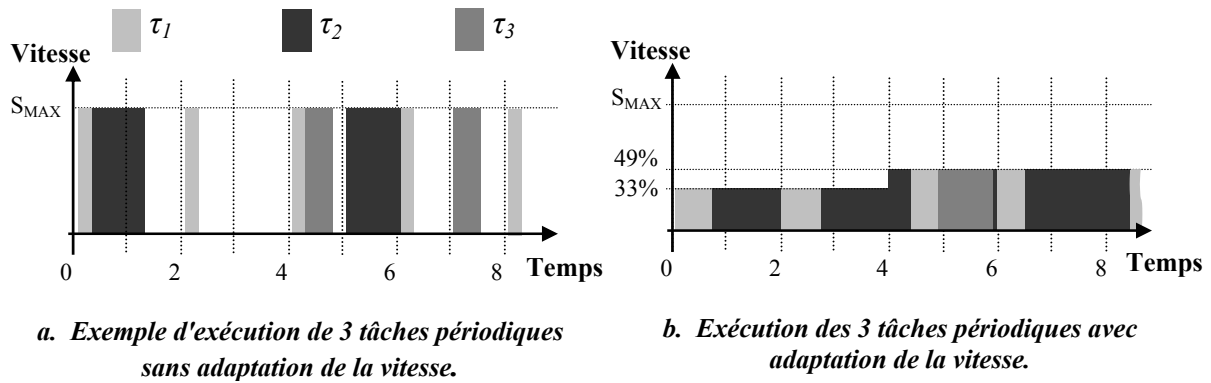 τ1 τ2 τ3
Vitesse
SMAX
0 2 4 6 8 Temps
a. Exemple d'exécution de 3 tâches périodiques
sans adaptation de la vitesse.
Vitesse
SMAX
49%
33%
0 2 4 6 8 Temps
b. Exécution des 3 tâches périodiques avec
adaptation de la vitesse.